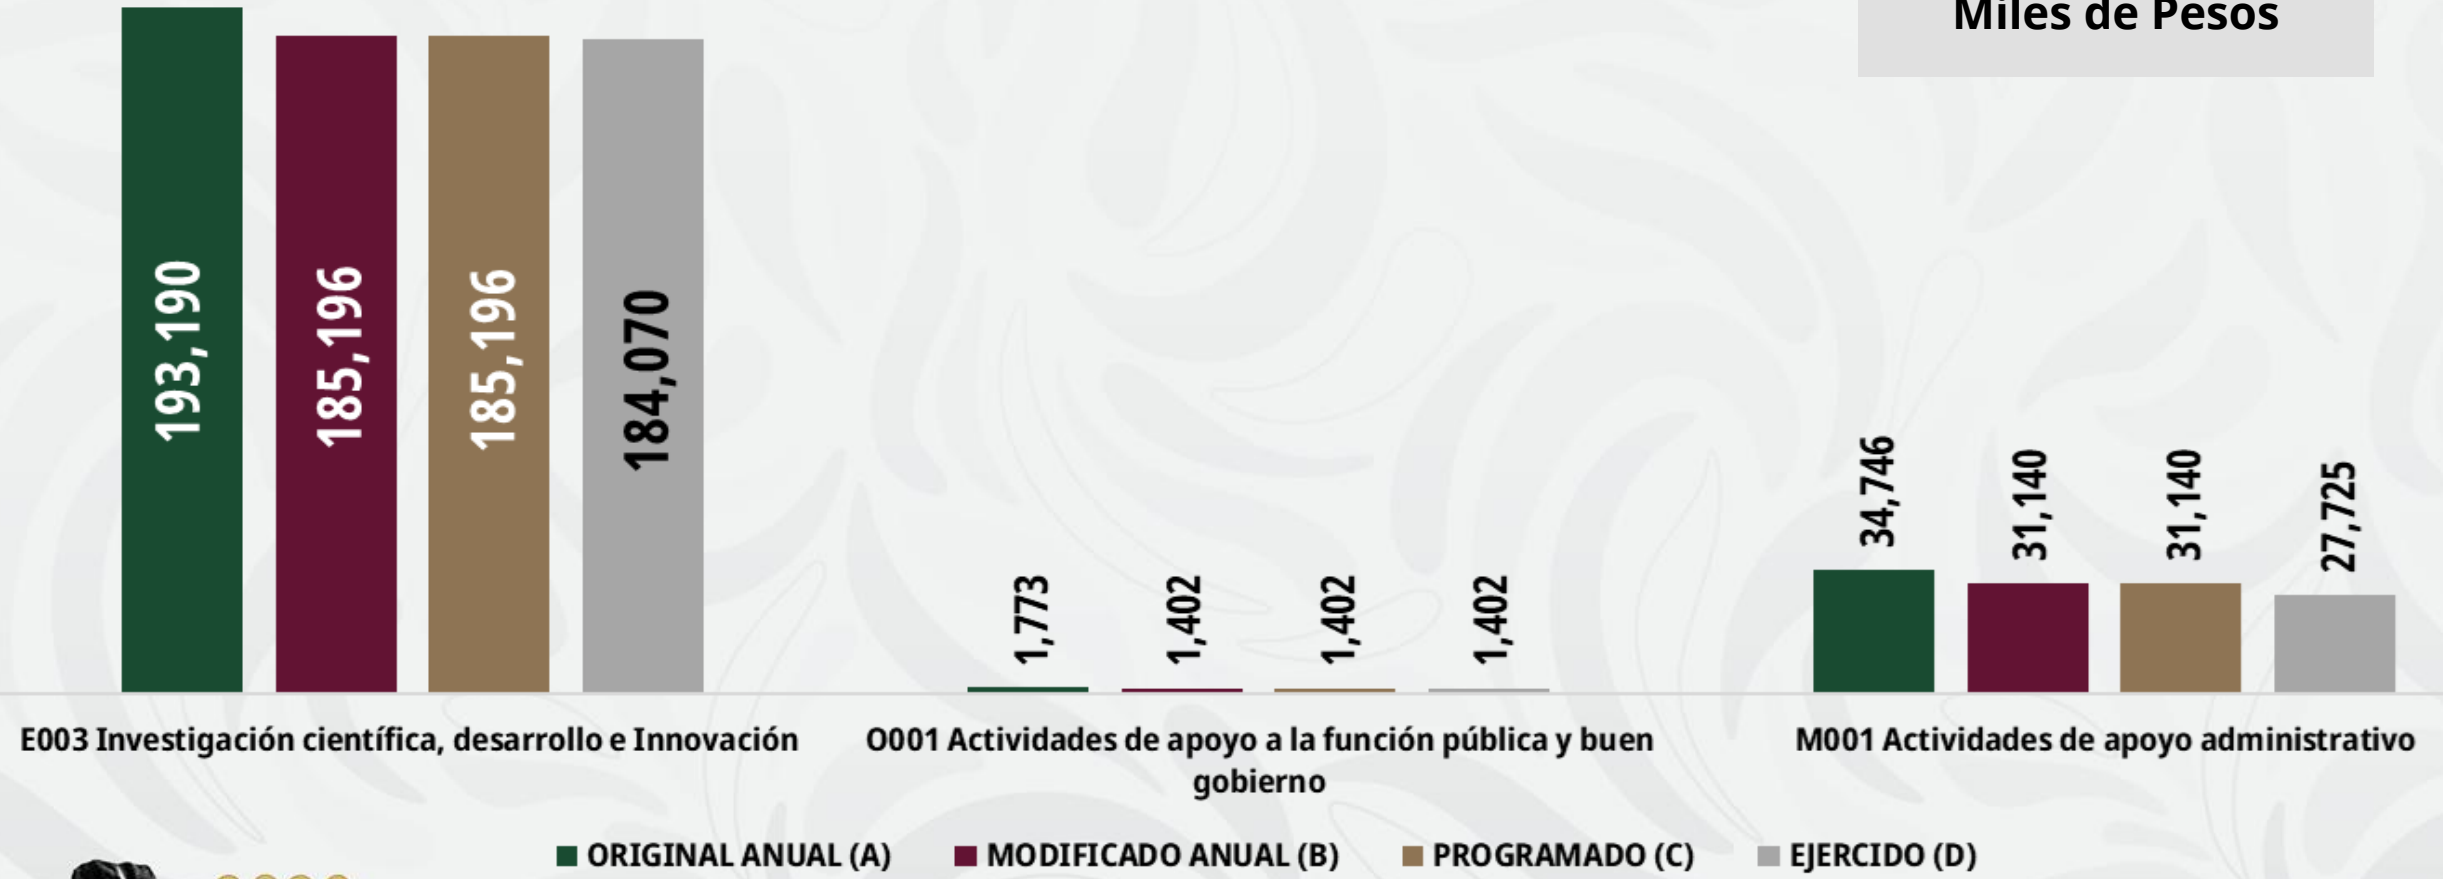 Miles de Pesos
193,190
185,196
185,196
184,070
1,773
1,402
1,402
1,402
34,746
31,140
31,140
27,725
E003 Investigación científica, desarrollo e Innovación
O001 Actividades de apoyo a la función pública y buen
gobierno
M001 Actividades de apoyo administrativo
ORIGINAL ANUAL (A)
MODIFICADO ANUAL (B)
PROGRAMADO (C)
EJERCIDO (D)